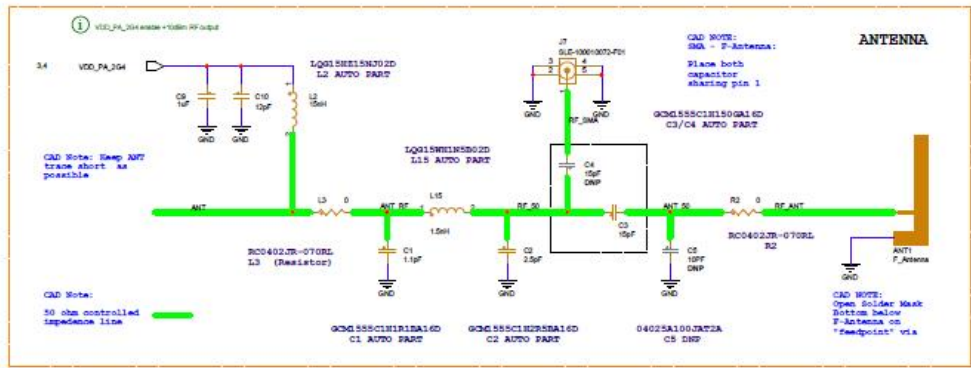 VDD_PA_2G4 enable +10dBm RF output
3,4 VDD_PA_2G4
C9
1uF
GND
C10
12pF
GND
LQG15HE15NJ02D
L2 AUTO PART
L2
15nH
1
2
J7
SLE-100010072-F01
3
2
4
5
1
GND
GND
RF_SMA
CAD NOTE:
SMA - F-Antenna:
Place both
capacitor
sharing pin 1
ANTENNA
CAD Note: Keep ANT
trace short as
possible
LQG15WH1N5B02D
L15 AUTO PART
GCM1555C1H150GA16D
C3/C4 AUTO PART
C4
15pF
DNP
ANT
L3 0
ANT_RF
L15
1
2
1.5nH
RF_50
C3
15pF
ANT_50
R2 0
RF_ANT
RC0402JR-070RL
L3 (Resistor)
C1
1.1pF
GND
C2
2.5pF
GND
C5
10PF
DNP
GND
RC0402JR-070RL
R2
GND
ANT1
F_Antenna
CAD Note:
50 ohm controlled
impedence line
GCM1555C1H1R1BA16D
C1 AUTO PART
GCM1555C1H2R5BA16D
C2 AUTO PART
04025A100JAT2A
C5 DNP
CAD NOTE:
Open Solder Mask
Bottom below
F-Antenna on
"feedpoint" via